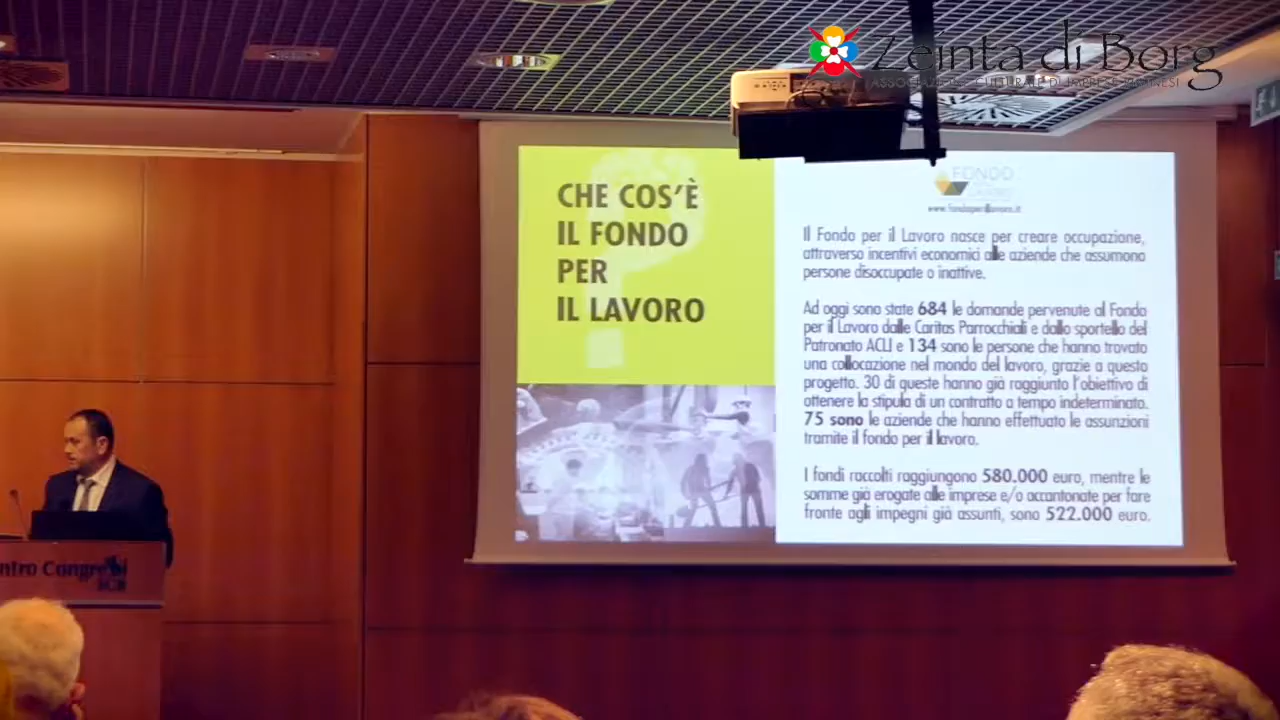 Zeinta di Borg
ASSOCIAZIONE CULTURALE DI IMPRESE
CHE COS'È
IL FONDO
PER
IL LAVORO
FONDO
www.fondoperillavoro.it
Il Fondo per il Lavoro nasce per creare occupazione,
attraverso incentivi economici alle aziende che assumono
persone disoccupate o inattive.
Ad oggi sono state 684 le domande pervenute al Fondo
per il Lavoro dalle Caritas Parrocchiali e dallo sportello del
Patronato ACLI e 134 sono le persone che hanno trovato
una collocazione nel mondo del lavoro, grazie a questo
progetto. 30 di queste hanno già raggiunto l'obiettivo di
ottenere la stipula di un contratto a tempo indeterminato.
75 sono le aziende che hanno effettuato le assunzioni
tramite il fondo per il lavoro.
I fondi raccolti raggiungono 580.000 euro, mentre le
somme già erogate alle imprese e/o accantonate per fare
fronte agli impegni già assunti, sono 522.000 euro.
ntro Congressi